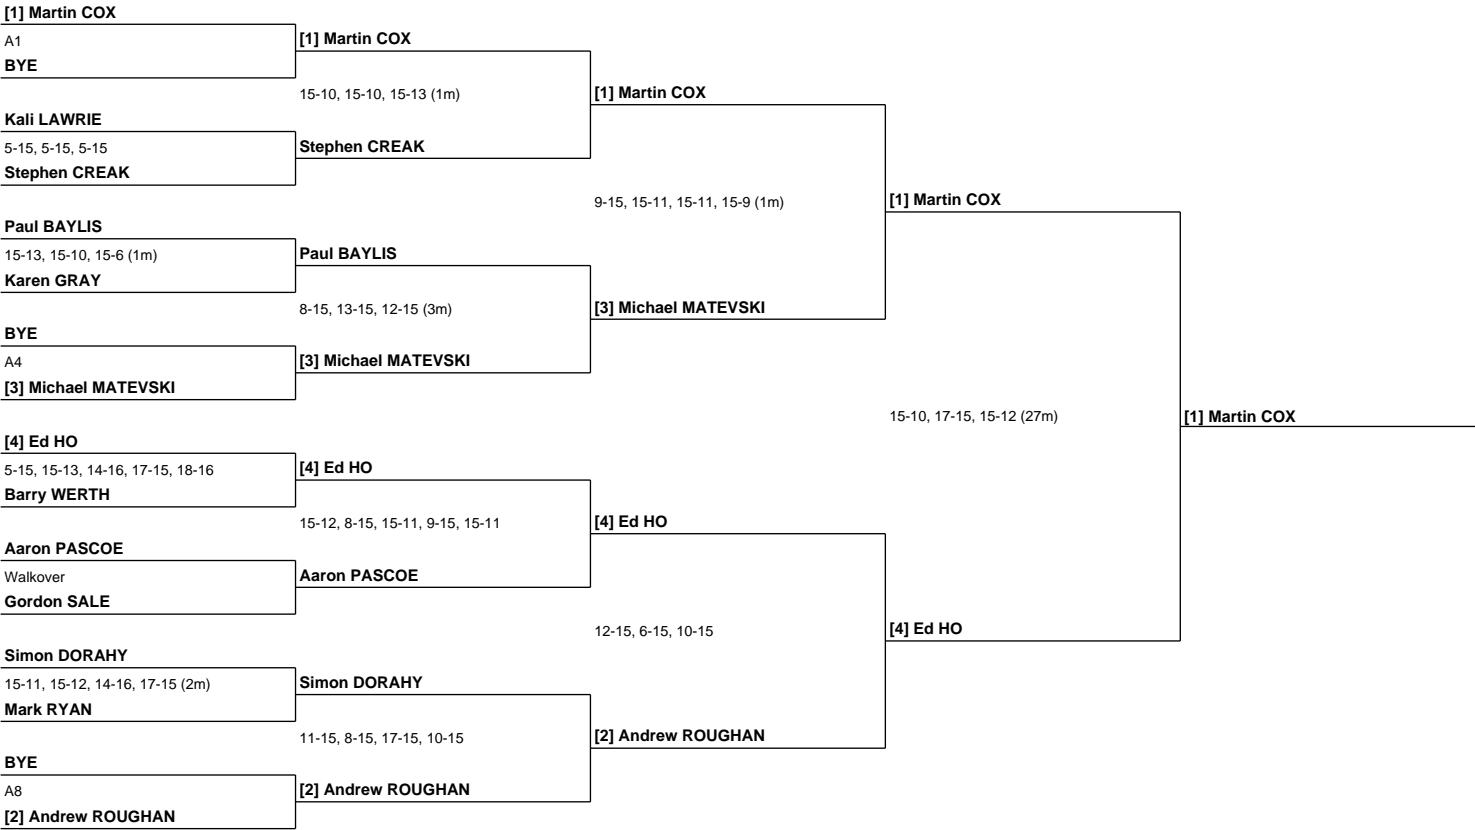 [1] Martin COX
A1
BYE
Kali LAWRIE
5-15, 5-15, 5-15
Stephen CREAK
Paul BAYLIS
15-13, 15-10, 15-6 (1m)
Karen GRAY
BYE
A4
[3] Michael MATEVSKI
[4] Ed HO
5-15, 15-13, 14-16, 17-15, 18-16
Barry WERTH
Aaron PASCOE
Walkover
Gordon SALE
Simon DORAHY
15-11, 15-12, 14-16, 17-15 (2m)
Mark RYAN
BYE
A8
[2] Andrew ROUGHAN
[1] Martin COX
15-10, 15-10, 15-13 (1m)
Stephen CREAK
Paul BAYLIS
8-15, 13-15, 12-15 (3m)
[3] Michael MATEVSKI
[4] Ed HO
15-12, 8-15, 15-11, 9-15, 15-11
Aaron PASCOE
Simon DORAHY
11-15, 8-15, 17-15, 10-15
[2] Andrew ROUGHAN
[1] Martin COX
9-15, 15-11, 15-11, 15-9 (1m)
[3] Michael MATEVSKI
[4] Ed HO
12-15, 6-15, 10-15
[2] Andrew ROUGHAN
[1] Martin COX
15-10, 17-15, 15-12 (27m)
[4] Ed HO
[1] Martin COX